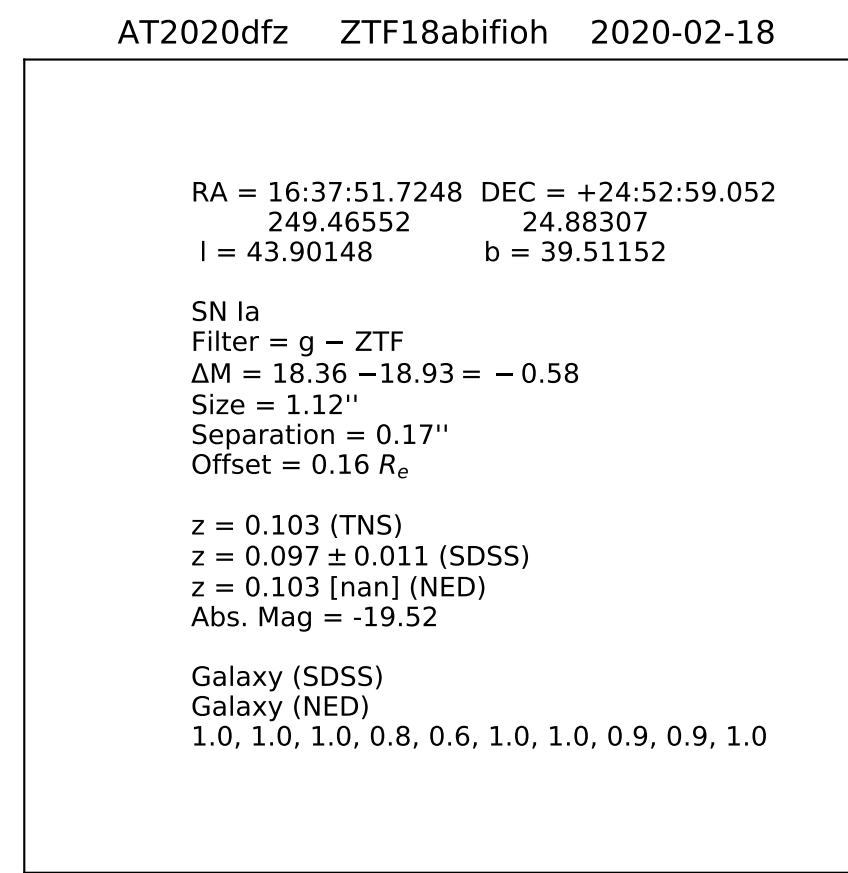 AT2020dfz ZTF18abifioh 2020-02-18
RA = 16:37:51.7248 DEC = +24:52:59.052
249.46552 24.88307
l = 43.90148 b = 39.51152
SN Ia
Filter = g − ZTF
ΔM = 18.36 −18.93 = − 0.58
Size = 1.12''
Separation = 0.17''
Offset = 0.16 Rₑ
z = 0.103 (TNS)
z = 0.097 ± 0.011 (SDSS)
z = 0.103 [nan] (NED)
Abs. Mag = -19.52
Galaxy (SDSS)
Galaxy (NED)
1.0, 1.0, 1.0, 0.8, 0.6, 1.0, 1.0, 0.9, 0.9, 1.0